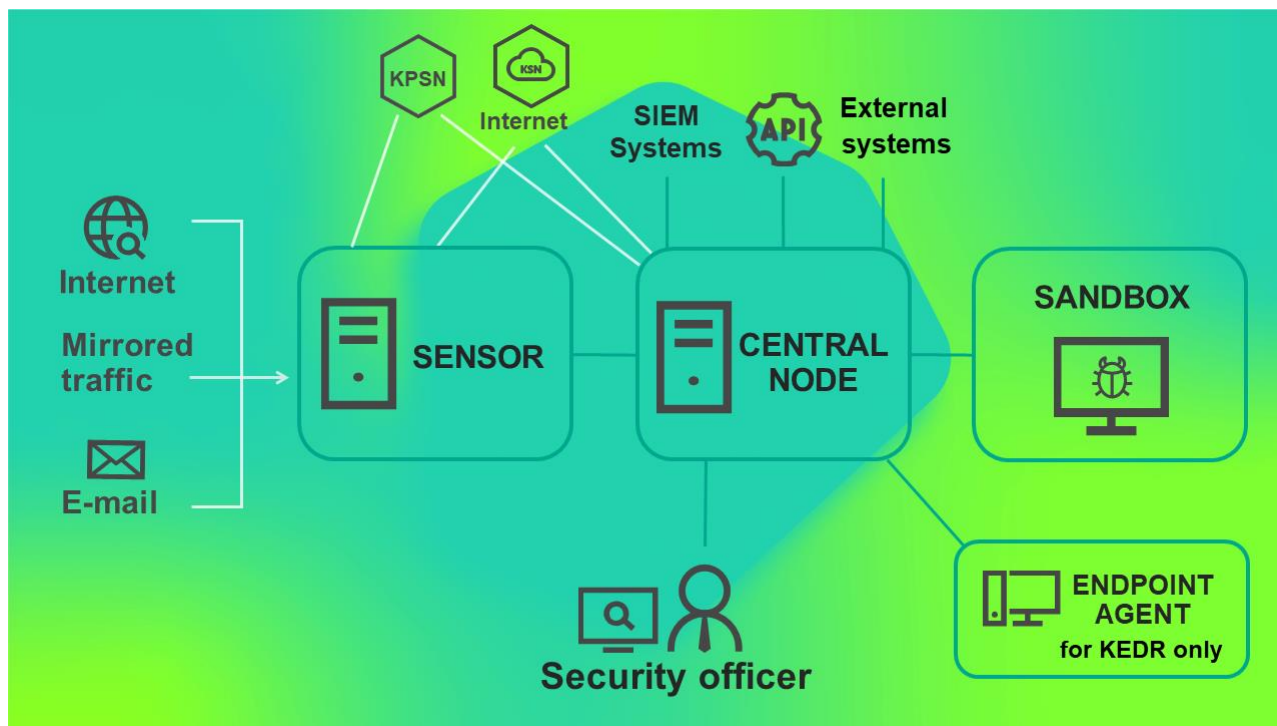 KPSN
KSN
Internet
SIEM
Systems
API
External
systems
Internet
Mirrored
traffic
E-mail
SENSOR
CENTRAL
NODE
SANDBOX
ENDPOINT
AGENT
for KEDR only
Security officer